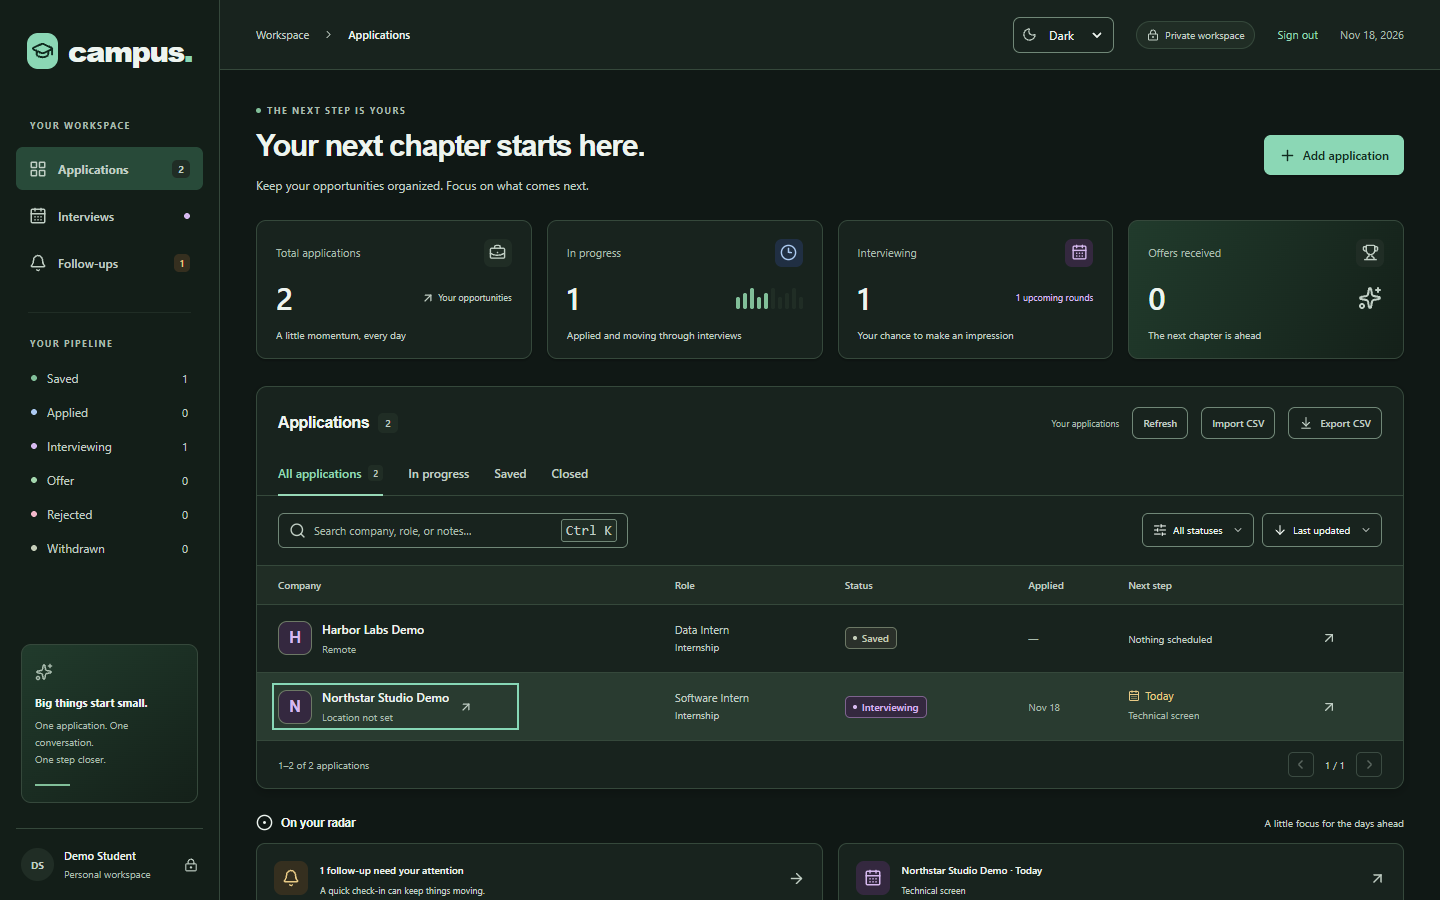 campus.
Workspace > Applications
Dark
Private workspace
Sign out
Nov 18, 2026
YOUR WORKSPACE
Applications 2
Interviews
Follow-ups 1
YOUR PIPELINE
Saved 1
Applied 0
Interviewing 1
Offer 0
Rejected 0
Withdrawn 0
Big things start small.
One application. One
conversation.
One step closer.
DS
Demo Student
Personal workspace
THE NEXT STEP IS YOURS
Your next chapter starts here.
Keep your opportunities organized. Focus on what comes next.
Add application
Total applications
2
Your opportunities
A little momentum, every day
In progress
1
Applied and moving through interviews
Interviewing
1
1 upcoming rounds
Your chance to make an impression
Offers received
0
The next chapter is ahead
Applications 2
Your applications
Refresh
Import CSV
Export CSV
All applications 2
In progress
Saved
Closed
Search company, role, or notes...
Ctrl K
All statuses
Last updated
Company Role Status Applied Next step
H
Harbor Labs Demo
Remote
Data Intern
Internship
Saved
—
Nothing scheduled
N
Northstar Studio Demo
Location not set
Software Intern
Internship
Interviewing
Nov 18
Today
Technical screen
1–2 of 2 applications
1 / 1
On your radar
A little focus for the days ahead
1 follow-up need your attention
A quick check-in can keep things moving.
Northstar Studio Demo · Today
Technical screen